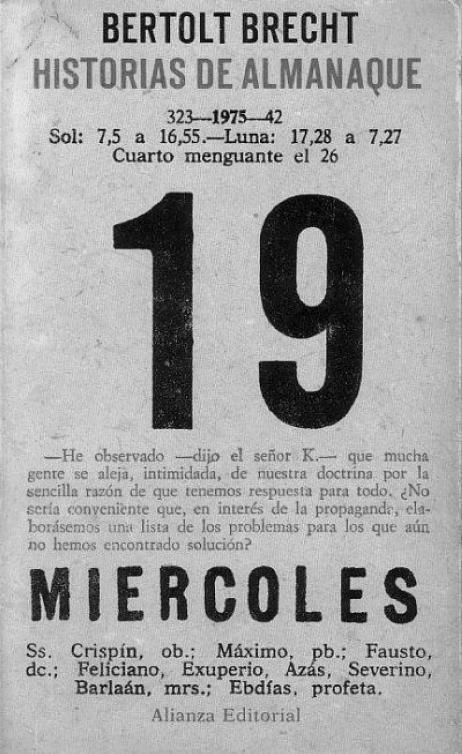 BERTOLT BRECHT
HISTORIAS DE ALMANAQUE
323—1975—42
Sol: 7,5 a 16,55.—Luna: 17,28 a 7,27
Cuarto menguante el 26
19
—He observado —dijo el señor K.— que mucha
gente se aleja, intimidada, de nuestra doctrina por la
sencilla razón de que tenemos respuesta para todo. ¿No
sería conveniente que, en interés de la propaganda, ela-
borásemos una lista de los problemas para los que aún
no hemos encontrado solución?
MIERCOLES
Ss. Crispín, ob.; Máximo, pb.; Fausto,
dc.; Feliciano, Exuperio, Azás, Severino,
Barlaán, mrs.; Ebdías, profeta.
Alianza Editorial